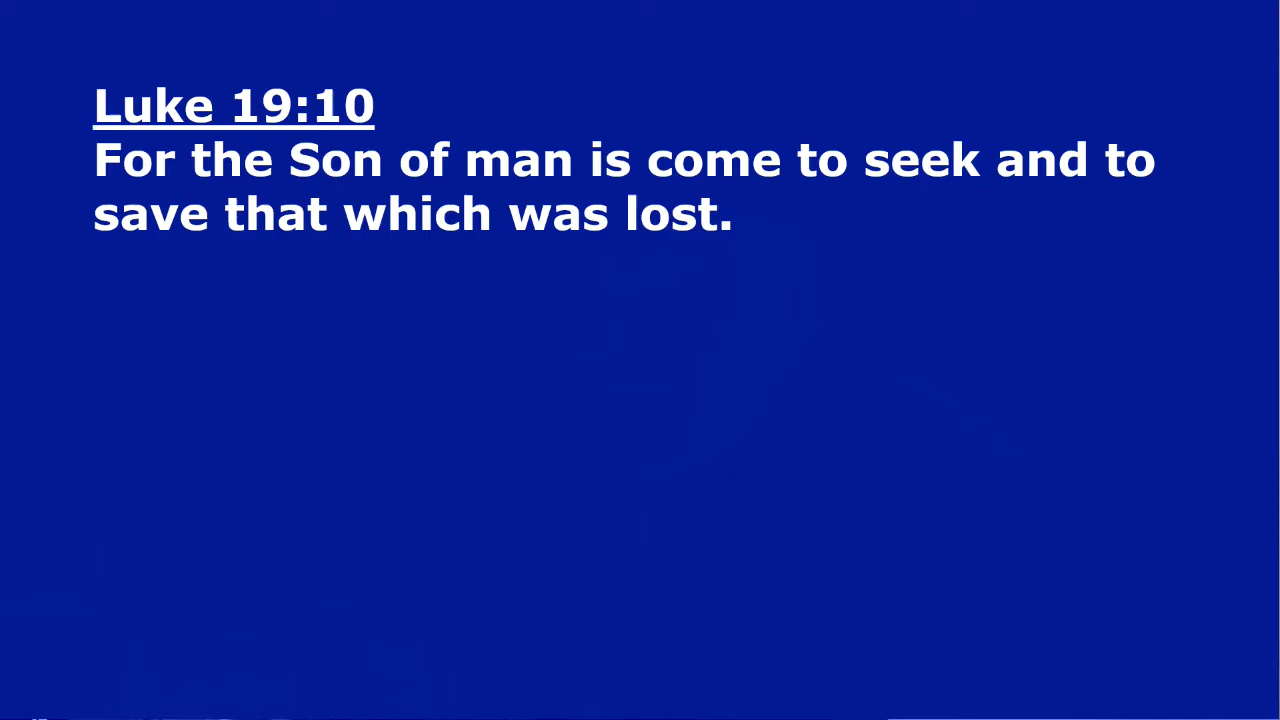 Luke 19:10
For the Son of man is come to seek and to
save that which was lost.